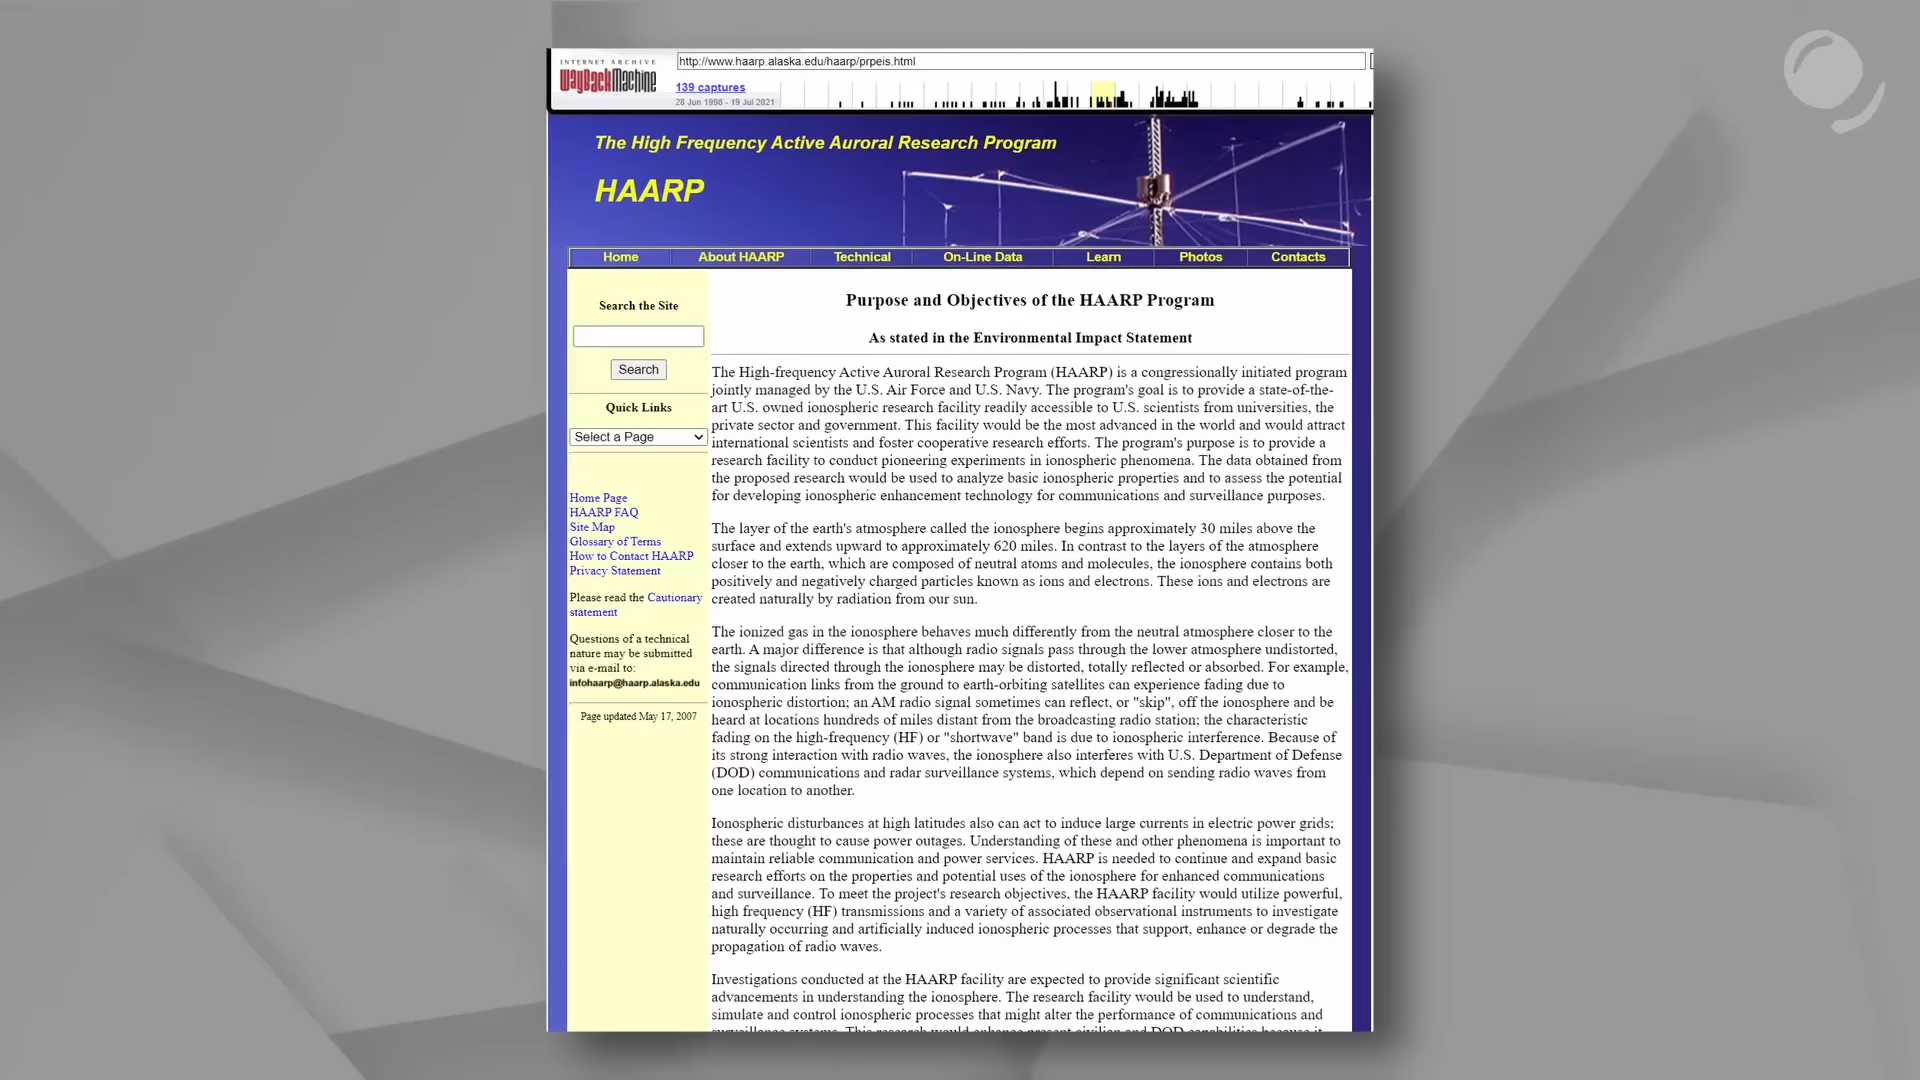 INTERNET ARCHIVE
WayBackMachine
http://www.haarp.alaska.edu/haarp/prpeis.html
139 captures
28 Jun 1998 - 19 Jul 2021
The High Frequency Active Auroral Research Program
HAARP
Home
About HAARP
Technical
On-Line Data
Learn
Photos
Contacts
Search the Site
Search
Quick Links
Select a Page
Home Page
HAARP FAQ
Site Map
Glossary of Terms
How to Contact HAARP
Privacy Statement
Please read the Cautionary
statement
Questions of a technical
nature may be submitted
via e-mail to:
infohaarp@haarp.alaska.edu
Page updated May 17, 2007
Purpose and Objectives of the HAARP Program
As stated in the Environmental Impact Statement
The High-frequency Active Auroral Research Program (HAARP) is a congressionally initiated program
jointly managed by the U.S. Air Force and U.S. Navy. The program's goal is to provide a state-of-the-
art U.S. owned ionospheric research facility readily accessible to U.S. scientists from universities, the
private sector and government. This facility would be the most advanced in the world and would attract
international scientists and foster cooperative research efforts. The program's purpose is to provide a
research facility to conduct pioneering experiments in ionospheric phenomena. The data obtained from
the proposed research would be used to analyze basic ionospheric properties and to assess the potential
for developing ionospheric enhancement technology for communications and surveillance purposes.
The layer of the earth's atmosphere called the ionosphere begins approximately 30 miles above the
surface and extends upward to approximately 620 miles. In contrast to the layers of the atmosphere
closer to the earth, which are composed of neutral atoms and molecules, the ionosphere contains both
positively and negatively charged particles known as ions and electrons. These ions and electrons are
created naturally by radiation from our sun.
The ionized gas in the ionosphere behaves much differently from the neutral atmosphere closer to the
earth. A major difference is that although radio signals pass through the lower atmosphere undistorted,
the signals directed through the ionosphere may be distorted, totally reflected or absorbed. For example,
communication links from the ground to earth-orbiting satellites can experience fading due to
ionospheric distortion; an AM radio signal sometimes can reflect, or "skip", off the ionosphere and be
heard at locations hundreds of miles distant from the broadcasting radio station; the characteristic
fading on the high-frequency (HF) or "shortwave" band is due to ionospheric interference. Because of
its strong interaction with radio waves, the ionosphere also interferes with U.S. Department of Defense
(DOD) communications and radar surveillance systems, which depend on sending radio waves from
one location to another.
Ionospheric disturbances at high latitudes also can act to induce large currents in electric power grids;
these are thought to cause power outages. Understanding of these and other phenomena is important to
maintain reliable communication and power services. HAARP is needed to continue and expand basic
research efforts on the properties and potential uses of the ionosphere for enhanced communications
and surveillance. To meet the project's research objectives, the HAARP facility would utilize powerful,
high frequency (HF) transmissions and a variety of associated observational instruments to investigate
naturally occurring and artificially induced ionospheric processes that support, enhance or degrade the
propagation of radio waves.
Investigations conducted at the HAARP facility are expected to provide significant scientific
advancements in understanding the ionosphere. The research facility would be used to understand,
simulate and control ionospheric processes that might alter the performance of communications and
surveillance systems. This research would enhance present civilian and DOD capabilities because it